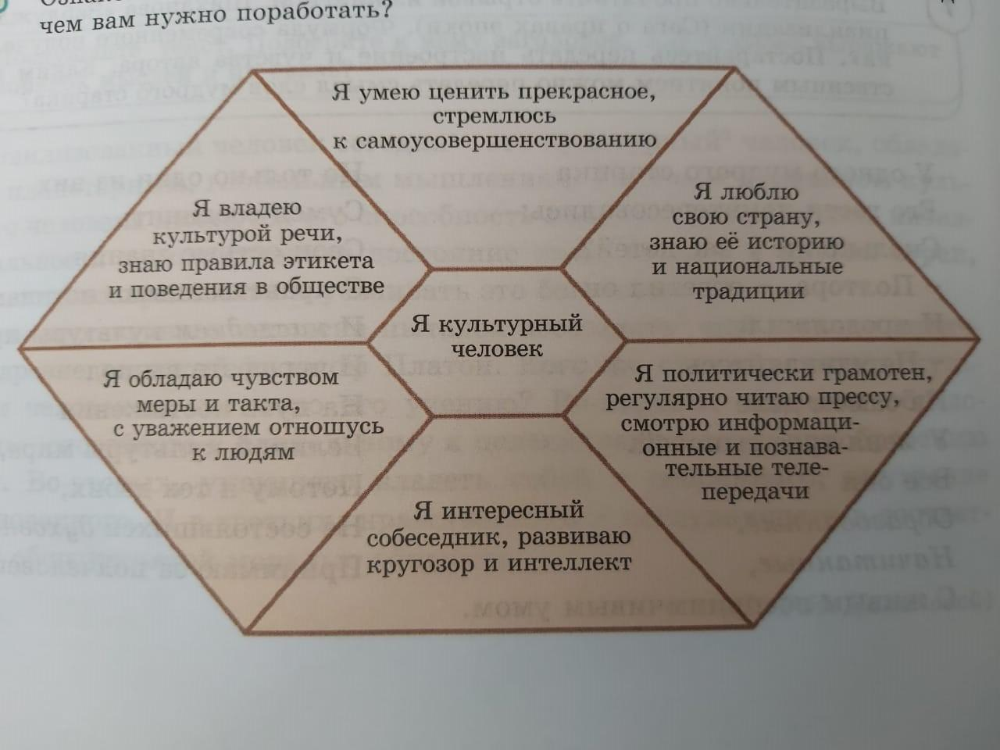 чем вам нужно поработать?
Я умею ценить прекрасное,
стремлюсь
к самоусовершенствованию
Я владею
культурой речи,
знаю правила этикета
и поведения в обществе
Я люблю
свою страну,
знаю её историю
и национальные
традиции
Я культурный
человек
Я обладаю чувством
меры и такта,
с уважением отношусь
к людям
Я политически грамотен,
регулярно читаю прессу,
смотрю информаци-
онные и познава-
тельные теле-
передачи
Я интересный
собеседник, развиваю
кругозор и интеллект